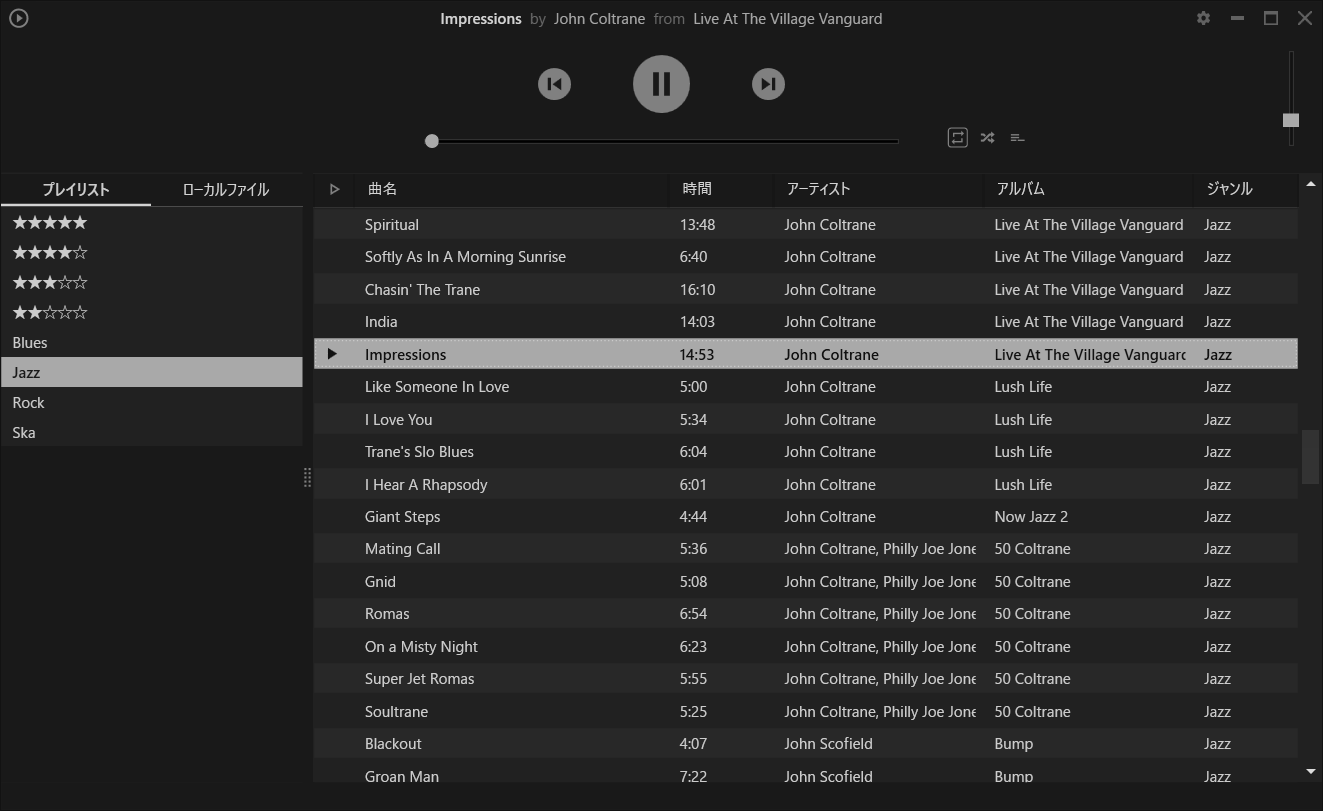 Impressions by John Coltrane from Live At The Village Vanguard
プレイリスト ローカルファイル
★★★★★
★★★★☆
★★★☆☆
★★☆☆☆
Blues
Jazz
Rock
Ska
曲名 時間 アーティスト アルバム ジャンル
Spiritual 13:48 John Coltrane Live At The Village Vanguard Jazz
Softly As In A Morning Sunrise 6:40 John Coltrane Live At The Village Vanguard Jazz
Chasin' The Trane 16:10 John Coltrane Live At The Village Vanguard Jazz
India 14:03 John Coltrane Live At The Village Vanguard Jazz
Impressions 14:53 John Coltrane Live At The Village Vanguard Jazz
Like Someone In Love 5:00 John Coltrane Lush Life Jazz
I Love You 5:34 John Coltrane Lush Life Jazz
Trane's Slo Blues 6:04 John Coltrane Lush Life Jazz
I Hear A Rhapsody 6:01 John Coltrane Lush Life Jazz
Giant Steps 4:44 John Coltrane Now Jazz 2 Jazz
Mating Call 5:36 John Coltrane, Philly Joe Jone 50 Coltrane Jazz
Gnid 5:08 John Coltrane, Philly Joe Jone 50 Coltrane Jazz
Romas 6:54 John Coltrane, Philly Joe Jone 50 Coltrane Jazz
On a Misty Night 6:23 John Coltrane, Philly Joe Jone 50 Coltrane Jazz
Super Jet Romas 5:55 John Coltrane, Philly Joe Jone 50 Coltrane Jazz
Soultrane 5:25 John Coltrane, Philly Joe Jone 50 Coltrane Jazz
Blackout 4:07 John Scofield Bump Jazz
Groan Man 7:22 John Scofield Bump Jazz